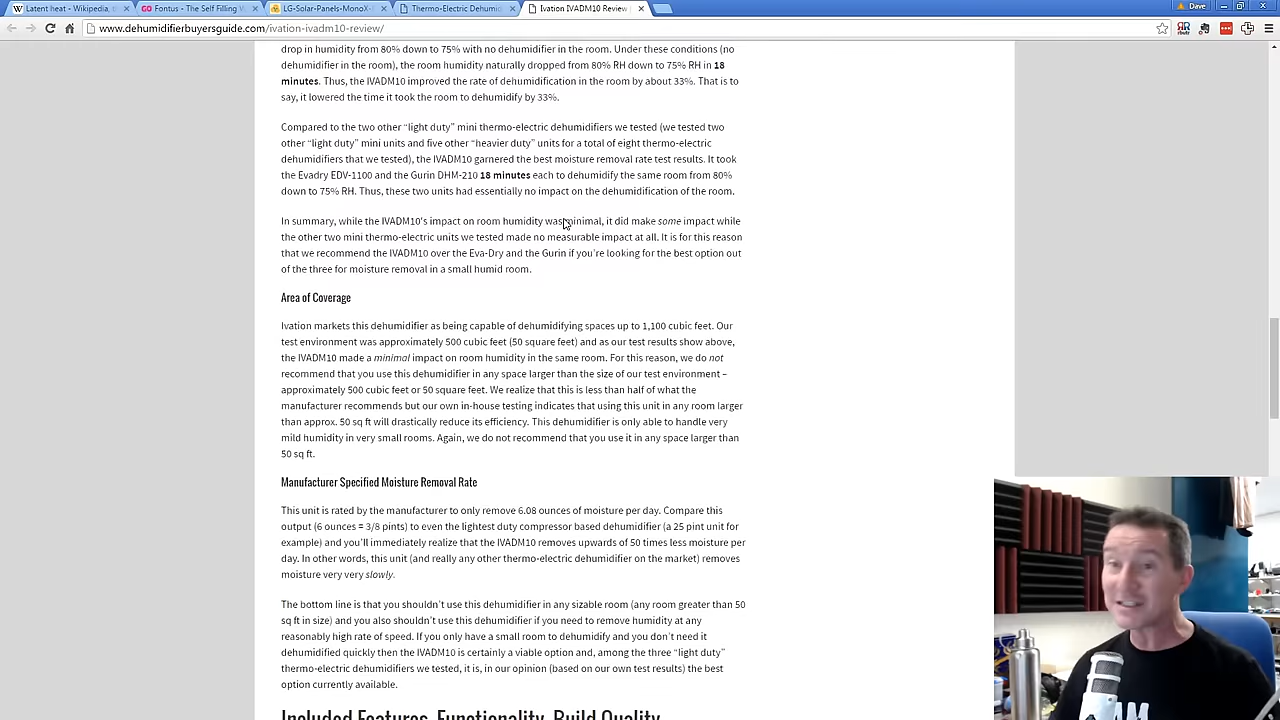 Latent heat - Wikipedia, th
Fontus - The Self Filling W
LG-Solar-Panels-MonoX-
Thermo-Electric Dehumid
Ivation IVADM10 Review
Dave
www.dehumidifierbuyersguide.com/ivation-ivadm10-review/
drop in humidity from 80% down to 75% with no dehumidifier in the room. Under these conditions (no
dehumidifier in the room), the room humidity naturally dropped from 80% RH down to 75% RH in 18
minutes. Thus, the IVADM10 improved the rate of dehumidification in the room by about 33%. That is to
say, it lowered the time it took the room to dehumidify by 33%.
Compared to the two other “light duty” mini thermo-electric dehumidifiers we tested (we tested two
other “light duty” mini units and five other “heavier duty” units for a total of eight thermo-electric
dehumidifiers that we tested), the IVADM10 garnered the best moisture removal rate test results. It took
the Evadry EDV-1100 and the Gurin DHM-210 18 minutes each to dehumidify the same room from 80%
down to 75% RH. Thus, these two units had essentially no impact on the dehumidification of the room.
In summary, while the IVADM10's impact on room humidity was minimal, it did make some impact while
the other two mini thermo-electric units we tested made no measurable impact at all. It is for this reason
that we recommend the IVADM10 over the Eva-Dry and the Gurin if you're looking for the best option out
of the three for moisture removal in a small humid room.
Area of Coverage
Ivation markets this dehumidifier as being capable of dehumidifying spaces up to 1,100 cubic feet. Our
test environment was approximately 500 cubic feet (50 square feet) and as our test results show above,
the IVADM10 made a minimal impact on room humidity in the same room. For this reason, we do not
recommend that you use this dehumidifier in any space larger than the size of our test environment –
approximately 500 cubic feet or 50 square feet. We realize that this is less than half of what the
manufacturer recommends but our own in-house testing indicates that using this unit in any room larger
than approx. 50 sq ft will drastically reduce its efficiency. This dehumidifier is only able to handle very
mild humidity in very small rooms. Again, we do not recommend that you use it in any space larger than
50 sq ft.
Manufacturer Specified Moisture Removal Rate
This unit is rated by the manufacturer to only remove 6.08 ounces of moisture per day. Compare this
output (6 ounces = 3/8 pints) to even the lightest duty compressor based dehumidifier (a 25 pint unit for
example) and you'll immediately realize that the IVADM10 removes upwards of 50 times less moisture per
day. In other words, this unit (and really any other thermo-electric dehumidifier on the market) removes
moisture very very slowly.
The bottom line is that you shouldn't use this dehumidifier in any sizable room (any room greater than 50
sq ft in size) and you also shouldn't use this dehumidifier if you need to remove humidity at any
reasonably high rate of speed. If you only have a small room to dehumidify and you don't need it
dehumidified quickly then the IVADM10 is certainly a viable option and, among the three “light duty”
thermo-electric dehumidifiers we tested, it is, in our opinion (based on our own test results) the best
option currently available.
Included Features, Functionality, Build Quality
AM